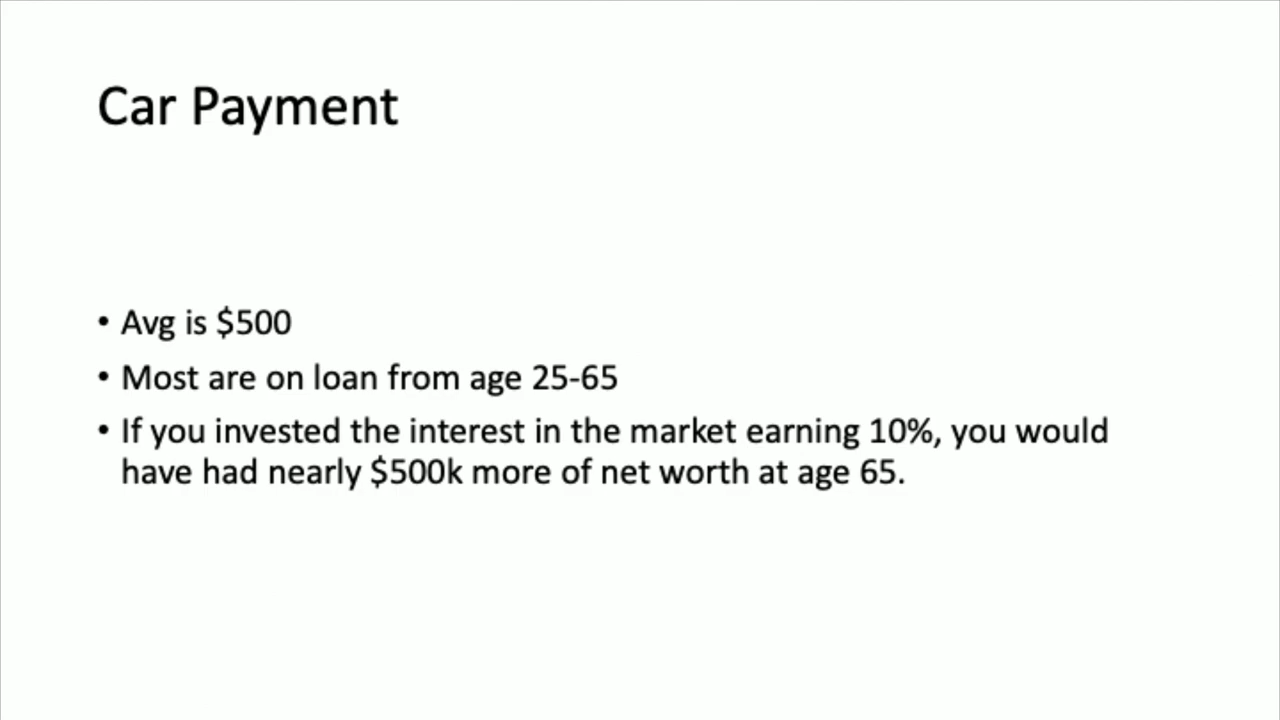 Car Payment
• Avg is $500
• Most are on loan from age 25-65
• If you invested the interest in the market earning 10%, you would
have had nearly $500k more of net worth at age 65.